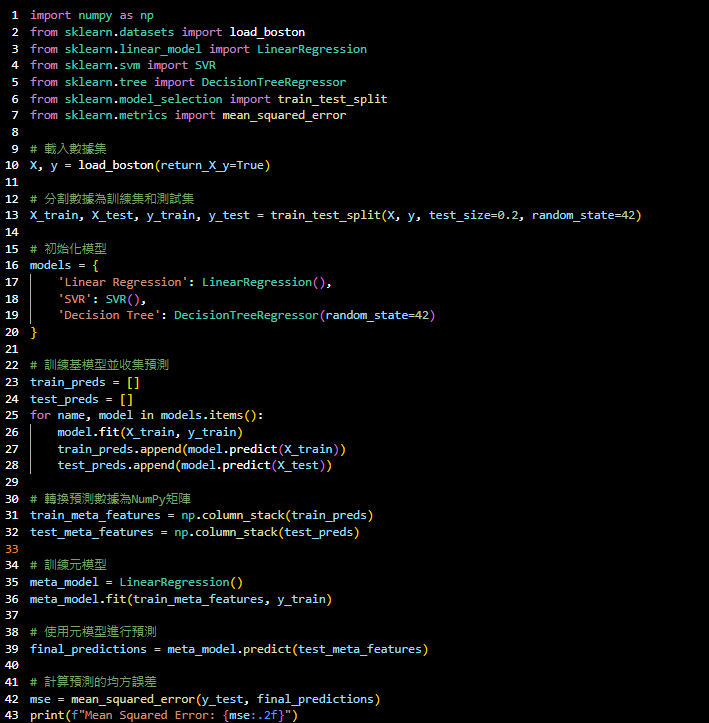 1 import numpy as np
2 from sklearn.datasets import load_boston
3 from sklearn.linear_model import LinearRegression
4 from sklearn.svm import SVR
5 from sklearn.tree import DecisionTreeRegressor
6 from sklearn.model_selection import train_test_split
7 from sklearn.metrics import mean_squared_error
8
9 # 載入數據集
10 X, y = load_boston(return_X_y=True)
11
12 # 分割數據為訓練集和測試集
13 X_train, X_test, y_train, y_test = train_test_split(X, y, test_size=0.2, random_state=42)
14
15 # 初始化模型
16 models = {
17     'Linear Regression': LinearRegression(),
18     'SVR': SVR(),
19     'Decision Tree': DecisionTreeRegressor(random_state=42)
20 }
21
22 # 訓練基模型並收集預測
23 train_preds = []
24 test_preds = []
25 for name, model in models.items():
26     model.fit(X_train, y_train)
27     train_preds.append(model.predict(X_train))
28     test_preds.append(model.predict(X_test))
29
30 # 轉換預測數據為NumPy矩陣
31 train_meta_features = np.column_stack(train_preds)
32 test_meta_features = np.column_stack(test_preds)
33
34 # 訓練元模型
35 meta_model = LinearRegression()
36 meta_model.fit(train_meta_features, y_train)
37
38 # 使用元模型進行預測
39 final_predictions = meta_model.predict(test_meta_features)
40
41 # 計算預測的均方誤差
42 mse = mean_squared_error(y_test, final_predictions)
43 print(f"Mean Squared Error: {mse:.2f}")